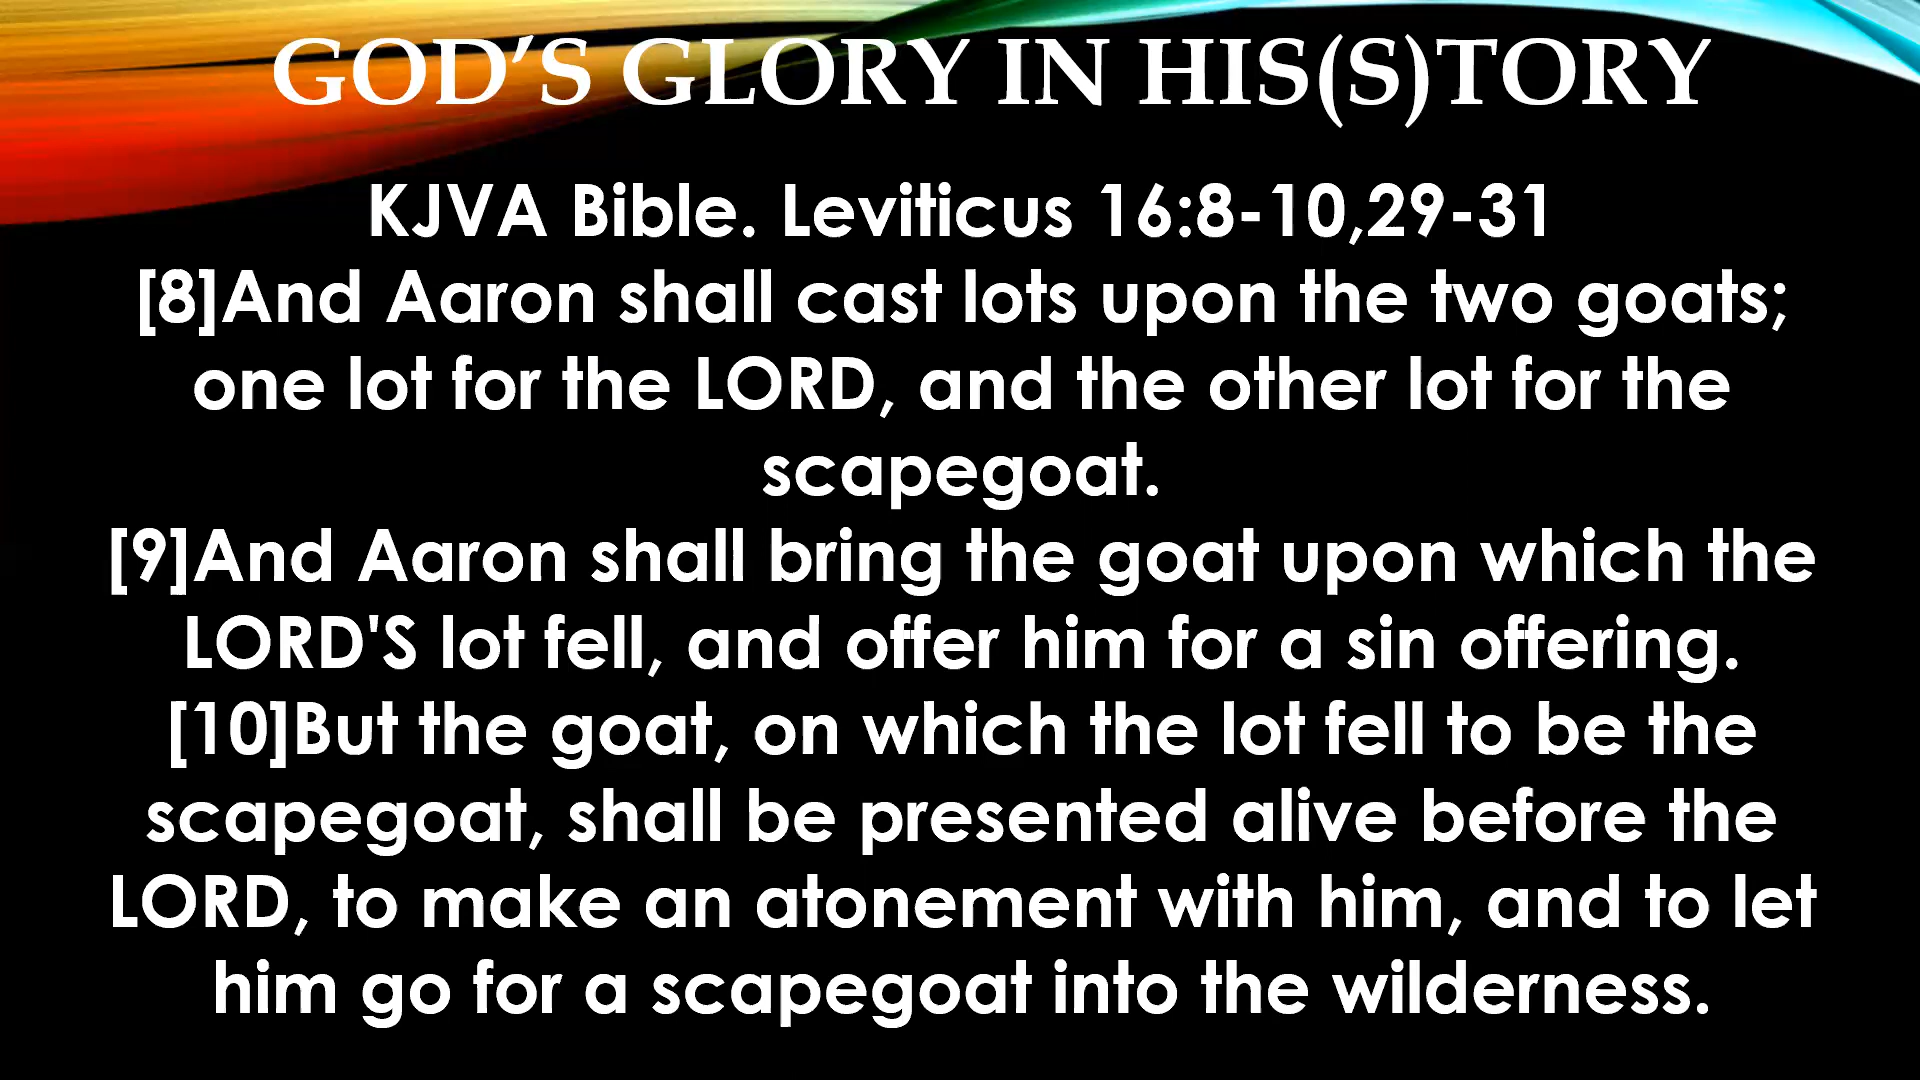 GOD’S GLORY IN HIS(S)TORY
KJVA Bible. Leviticus 16:8-10,29-31
[8]And Aaron shall cast lots upon the two goats;
one lot for the LORD, and the other lot for the
scapegoat.
[9]And Aaron shall bring the goat upon which the
LORD'S lot fell, and offer him for a sin offering.
[10]But the goat, on which the lot fell to be the
scapegoat, shall be presented alive before the
LORD, to make an atonement with him, and to let
him go for a scapegoat into the wilderness.